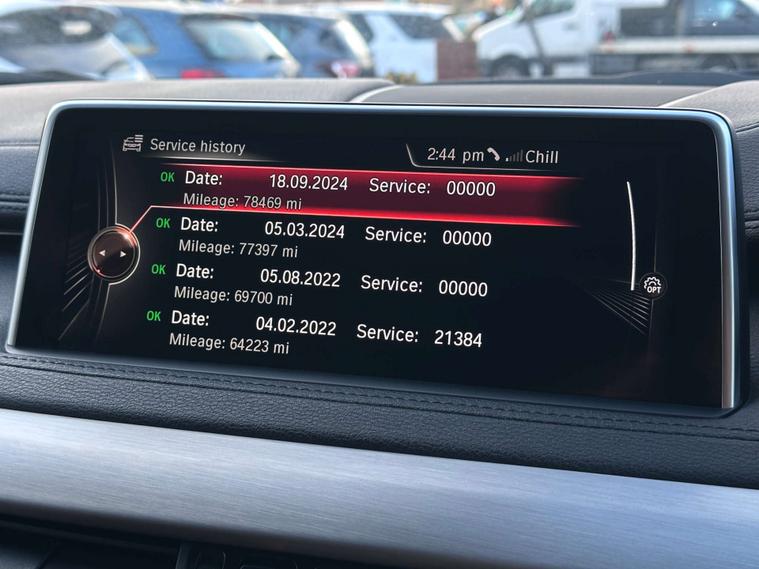 Service history
2:44 pm Chill
OK Date: 18.09.2024 Service: 00000
Mileage: 78469 mi
OK Date: 05.03.2024 Service: 00000
Mileage: 77397 mi
OK Date: 05.08.2022 Service: 00000
Mileage: 69700 mi
OK Date: 04.02.2022 Service: 21384
Mileage: 64223 mi
OPT